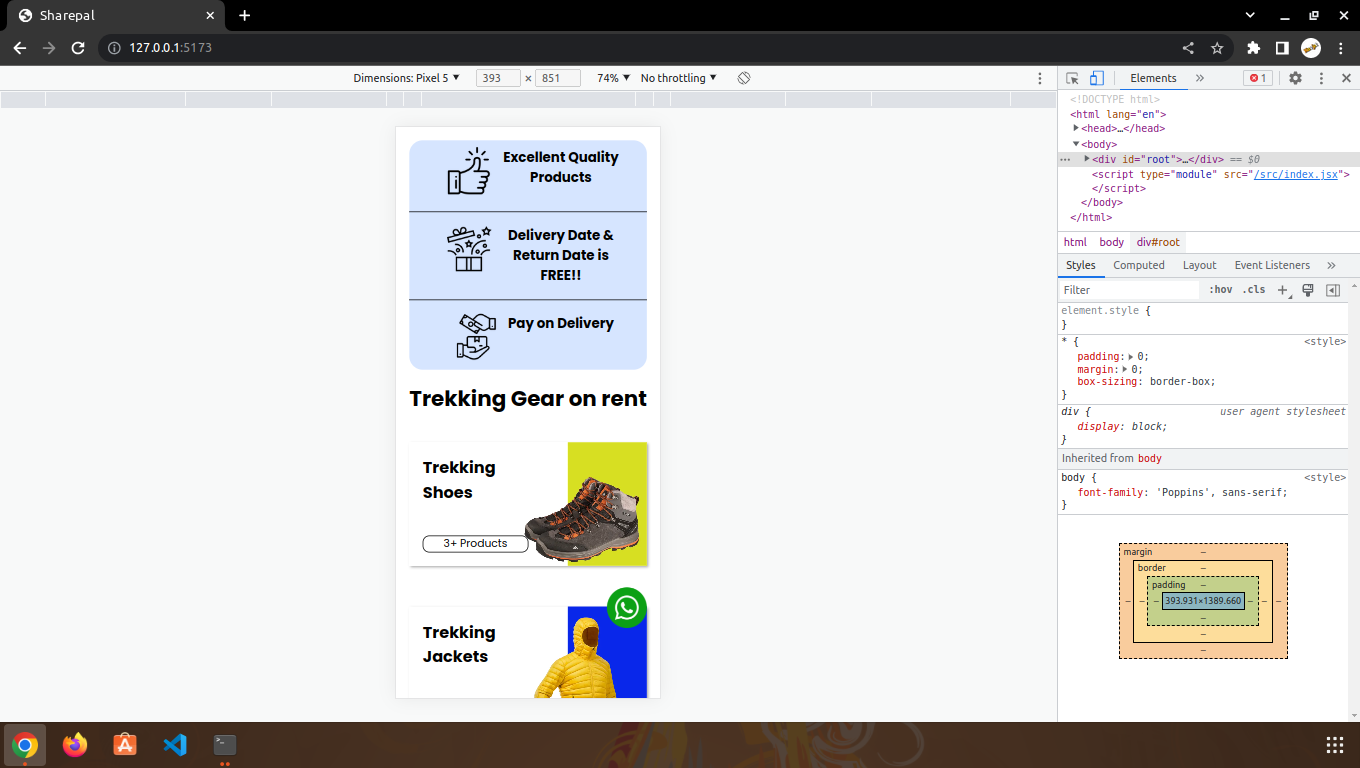 Sharepal
127.0.0.1:5173
Dimensions: Pixel 5 393 × 851 74% No throttling
Excellent Quality
Products
Delivery Date &
Return Date is
FREE!!
Pay on Delivery
Trekking Gear on rent
Trekking
Shoes
3+ Products
Trekking
Jackets
Elements 1
<!DOCTYPE html>
<html lang="en">
<head>…</head>
<body>
<div id="root">…</div> == $0
<script type="module" src="/src/index.jsx">
</script>
</body>
</html>
html body div#root
Styles Computed Layout Event Listeners
Filter :hov .cls
element.style {
}
* { <style>
padding: 0;
margin: 0;
box-sizing: border-box;
}
div { user agent stylesheet
display: block;
}
Inherited from body
body { <style>
font-family: 'Poppins', sans-serif;
}
margin –
border –
padding –
– – – 393.931×1389.660 – – –
–
–
–